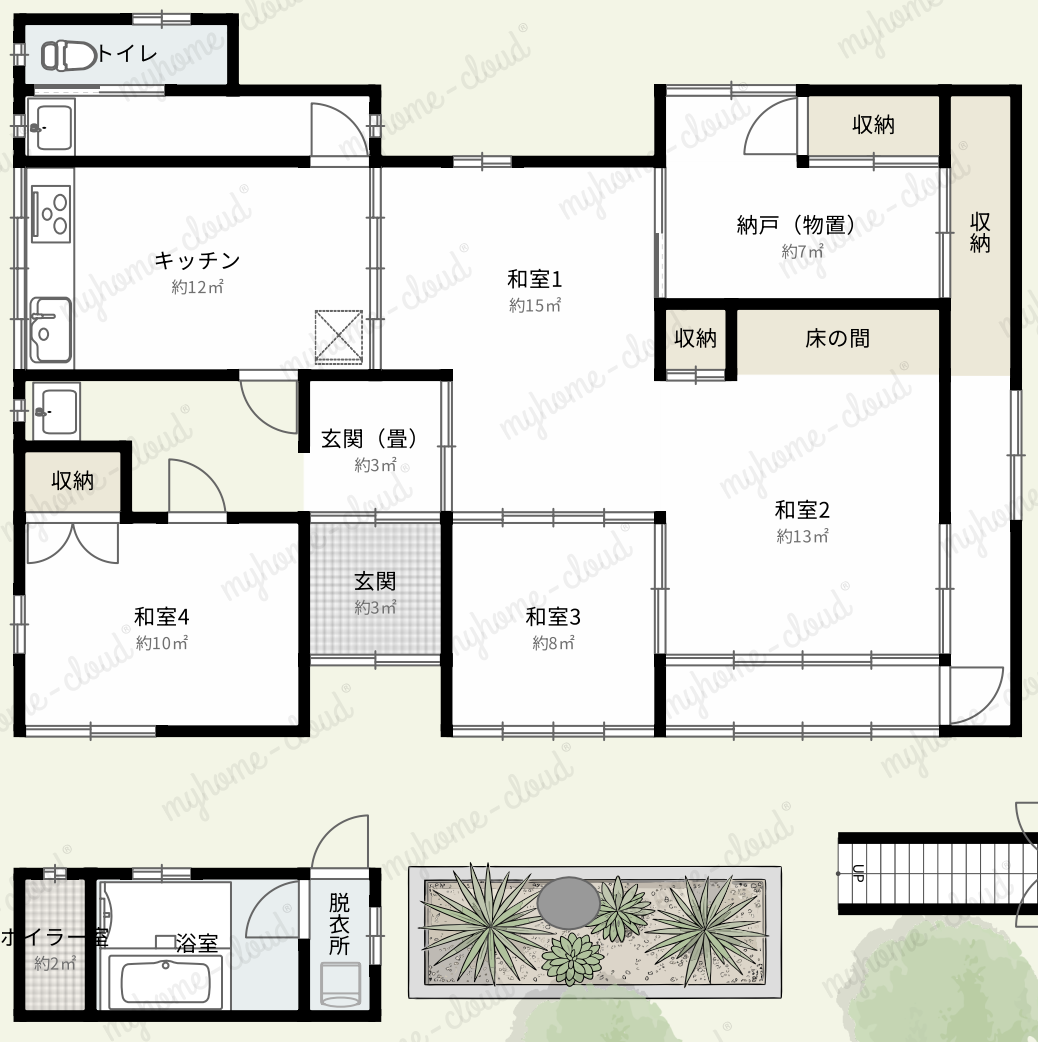 トイレ
収納
収納
納戸（物置）
約7㎡
キッチン
約12㎡
和室1
約15㎡
収納
床の間
玄関（畳）
約3㎡
収納
和室2
約13㎡
玄関
約3㎡
和室4
約10㎡
和室3
約8㎡
UP
脱衣所
ボイラー室
約2㎡
浴室
myhome-cloud®